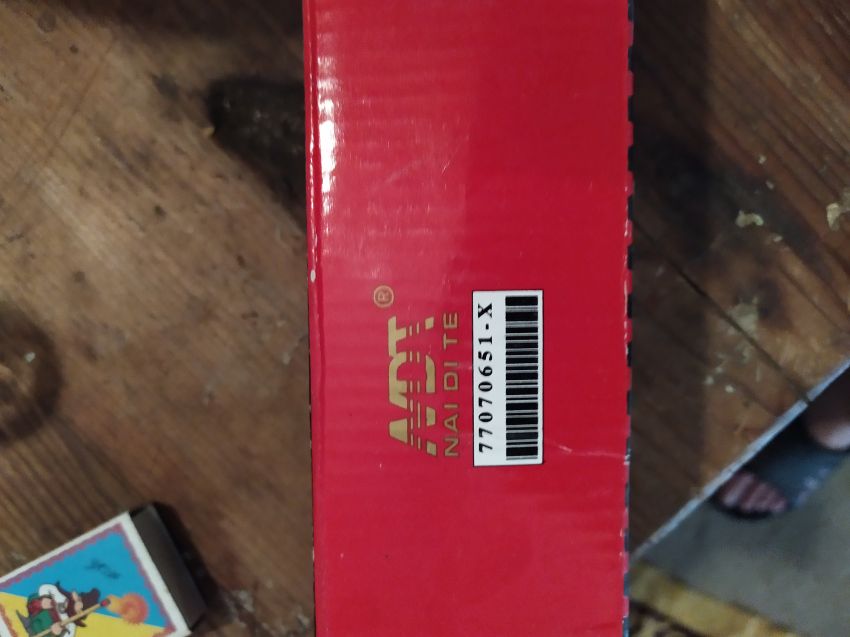 NDT®
NAI DI TE
77070651-X